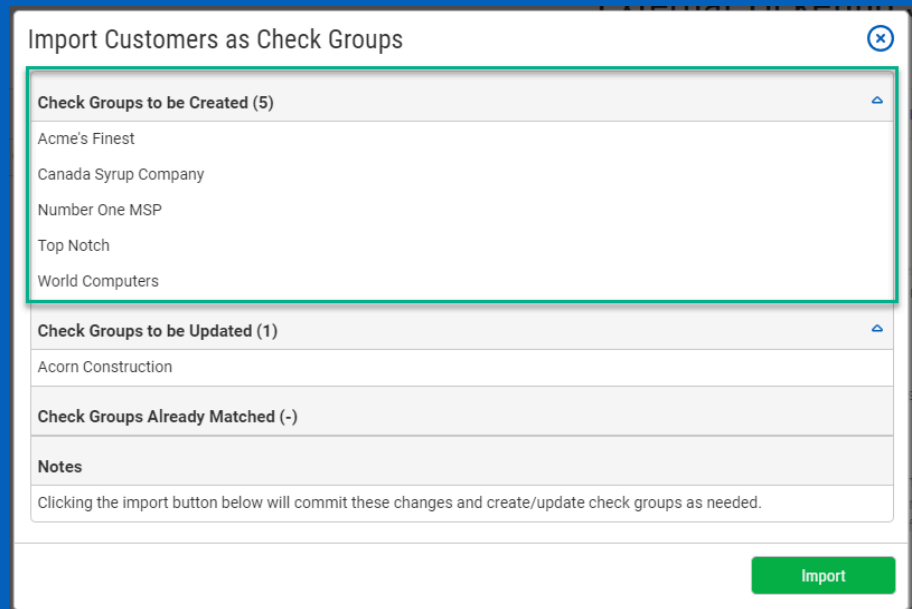 Import Customers as Check Groups
Check Groups to be Created (5)
Acme's Finest
Canada Syrup Company
Number One MSP
Top Notch
World Computers
Check Groups to be Updated (1)
Acorn Construction
Check Groups Already Matched (-)
Notes
Clicking the import button below will commit these changes and create/update check groups as needed.
Import